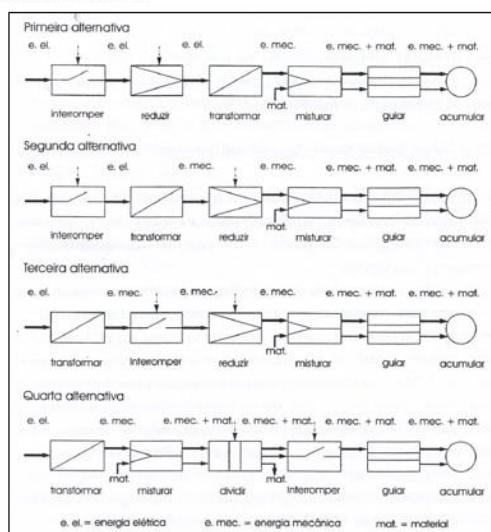 Primeira alternativa
e. el. e. el. e. el. e. mec. e. mec. + mat. e. mec. + mat.
mat.
interromper reduzir transformar misturar guiar acumular
Segunda alternativa
e. el. e. el. e. mec. e. mec. e. mec. + mat. e. mec. + mat.
mat.
interromper transformar reduzir misturar guiar acumular
Terceira alternativa
e. el. e. mec. e. mec. e. mec. e. mec. + mat. e. mec. + mat.
mat.
transformar Interromper reduzir misturar guiar acumular
Quarta alternativa
e. el. e. mec. e. mec. + mat. e. mec. + mat. e. mec. + mat. e. mec. + mat.
mat. mat.
transformar misturar dividir Interromper guiar acumular
e. el. = energia elétrica e. mec. = energia mecânica mat. = material